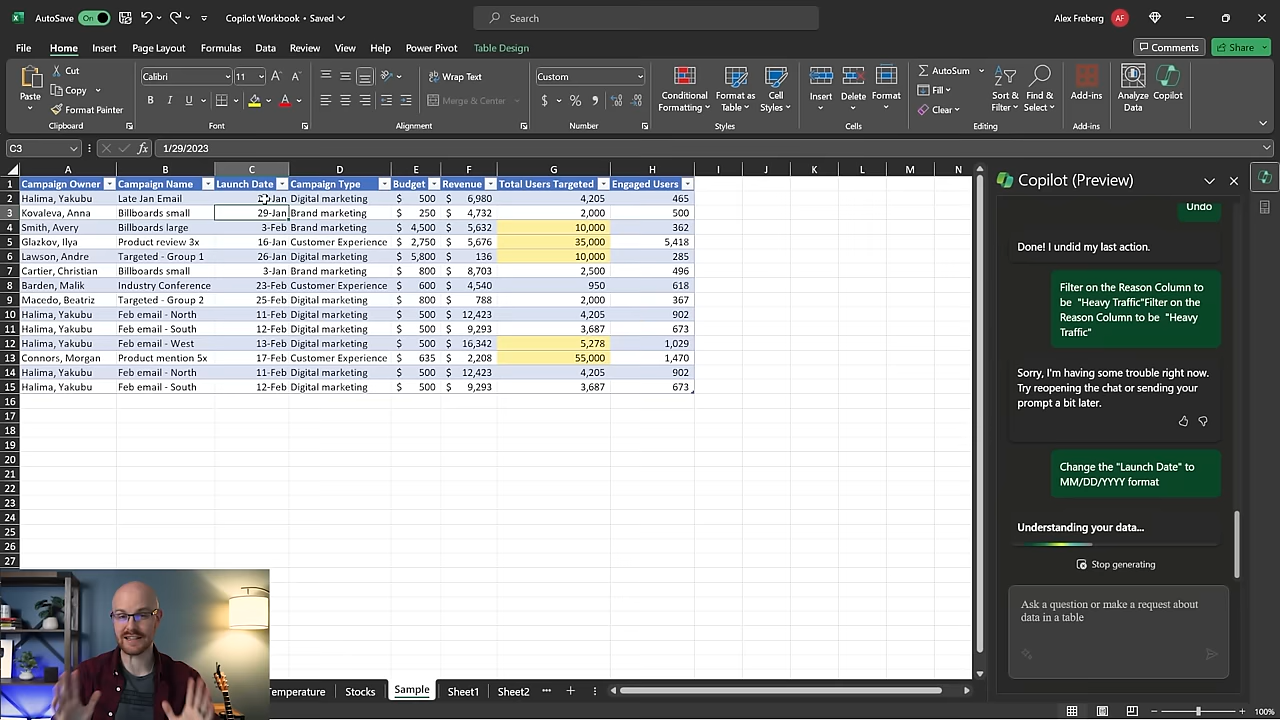 AutoSave On Copilot Workbook • Saved Search Alex Freberg AF
File Home Insert Page Layout Formulas Data Review View Help Power Pivot Table Design Comments Share
Paste Cut Copy Format Painter Clipboard
Calibri 11 B I U Font
Wrap Text Merge & Center Alignment
Custom $ % Number
Conditional Formatting Format as Table Cell Styles Styles
Insert Delete Format Cells
AutoSum Fill Clear Sort & Filter Find & Select Editing
Add-ins Add-ins
Analyze Data Copilot
C3 fx 1/29/2023
A B C D E F G H I J K L M N
1 Campaign Owner Campaign Name Launch Date Campaign Type Budget Revenue Total Users Targeted Engaged Users
2 Halima, Yakubu Late Jan Email Jan Digital marketing $ 500 $ 6,980 4,205 465
3 Kovaleva, Anna Billboards small 29-Jan Brand marketing $ 250 $ 4,732 2,000 500
4 Smith, Avery Billboards large 3-Feb Brand marketing $ 4,500 $ 5,632 10,000 362
5 Glazkov, Ilya Product review 3x 16-Jan Customer Experience $ 2,750 $ 5,676 35,000 5,418
6 Lawson, Andre Targeted - Group 1 26-Jan Digital marketing $ 5,800 $ 136 10,000 285
7 Cartier, Christian Billboards small 3-Jan Brand marketing $ 800 $ 8,703 2,500 496
8 Barden, Malik Industry Conference 23-Feb Customer Experience $ 600 $ 4,540 950 618
9 Macedo, Beatriz Targeted - Group 2 25-Feb Digital marketing $ 800 $ 788 2,000 367
10 Halima, Yakubu Feb email - North 11-Feb Digital marketing $ 500 $ 12,423 4,205 902
11 Halima, Yakubu Feb email - South 12-Feb Digital marketing $ 500 $ 9,293 3,687 673
12 Halima, Yakubu Feb email - West 13-Feb Digital marketing $ 500 $ 16,342 5,278 1,029
13 Connors, Morgan Product mention 5x 17-Feb Customer Experience $ 635 $ 2,208 55,000 1,470
14 Halima, Yakubu Feb email - North 11-Feb Digital marketing $ 500 $ 12,423 4,205 902
15 Halima, Yakubu Feb email - South 12-Feb Digital marketing $ 500 $ 9,293 3,687 673
16
17
18
19
20
21
22
23
24
25
26
27
Temperature Stocks Sample Sheet1 Sheet2
100%
Copilot (Preview)
Undo
Done! I undid my last action.
Filter on the Reason Column to
be "Heavy Traffic"Filter on the
Reason Column to be "Heavy
Traffic"
Sorry, I'm having some trouble right now.
Try reopening the chat or sending your
prompt a bit later.
Change the "Launch Date" to
MM/DD/YYYY format
Understanding your data...
Stop generating
Ask a question or make a request about
data in a table